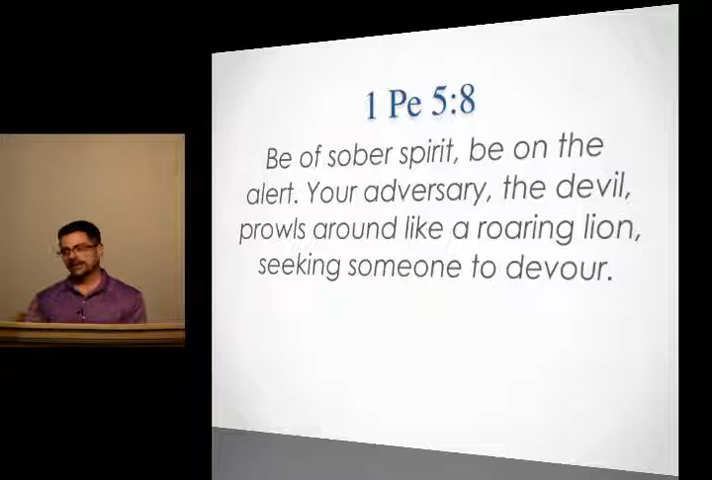 1 Pe 5:8
Be of sober spirit, be on the
alert. Your adversary, the devil,
prowls around like a roaring lion,
seeking someone to devour.